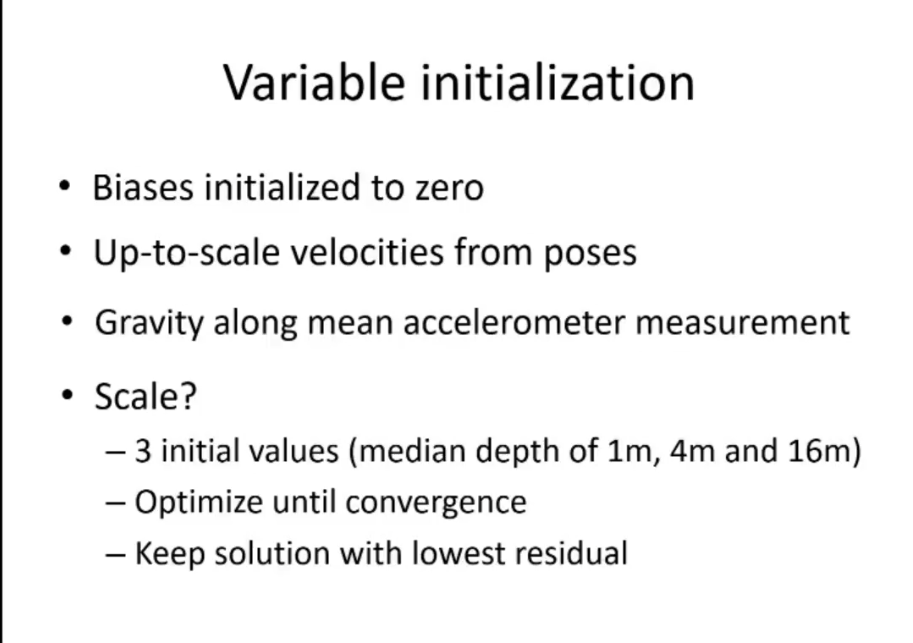 Variable initialization
• Biases initialized to zero
• Up-to-scale velocities from poses
• Gravity along mean accelerometer measurement
• Scale?
– 3 initial values (median depth of 1m, 4m and 16m)
– Optimize until convergence
– Keep solution with lowest residual